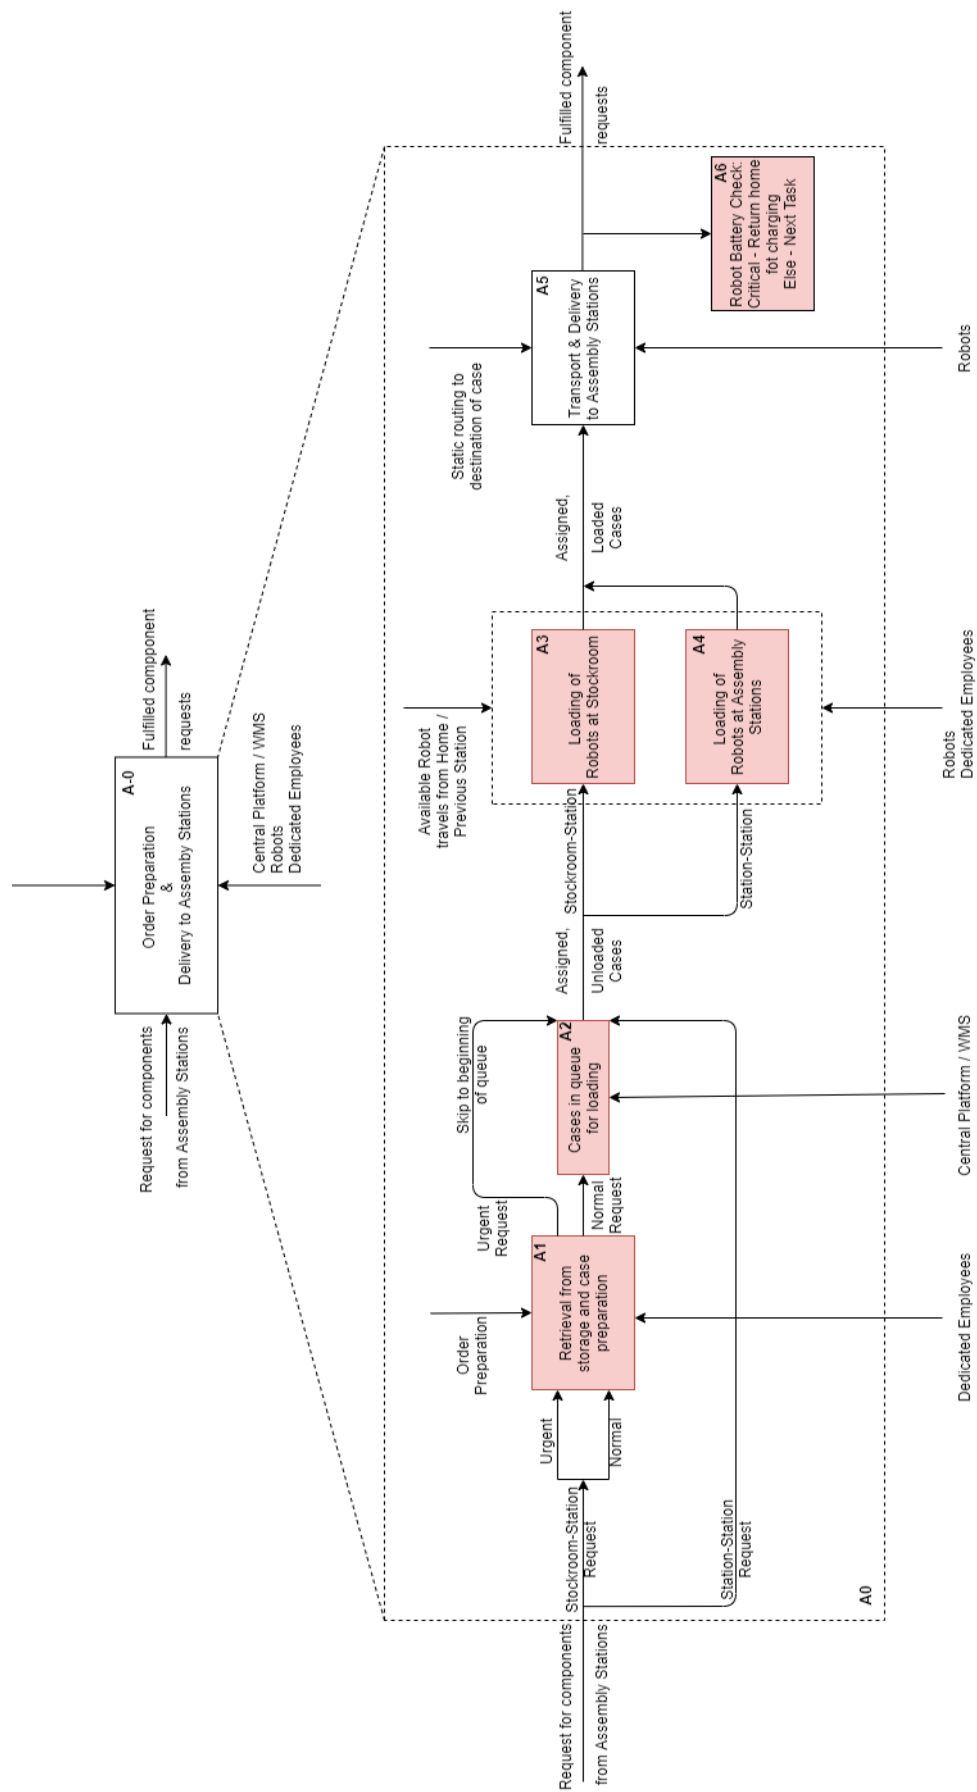 A-0
Order Preparation
&
Delivery to Assemby Stations
Request for components
from Assembly Stations
Fulfilled compponent
requests
Central Platform / WMS
Robots
Dedicated Employees
Request for components
from Assembly Stations
Stockroom-Station
Request
Station-Station
Request
Urgent
Normal
Order
Preparation
A1
Retrieval from
storage and case
preparation
Urgent
Request
Normal
Request
Skip to beginning
of queue
A2
Cases in queue
for loading
Assigned,
Unloaded
Cases
Stockroom-Station
Station-Station
Available Robot
travels from Home /
Previous Station
A3
Loading of
Robots at Stockroom
A4
Loading of
Robots at Assembly
Stations
Assigned,
Loaded
Cases
Static routing to
destination of case
A5
Transport & Delivery
to Assembly Stations
A6
Robot Battery Check:
Critical - Return home
fot charging
Else - Next Task
Fulfilled component
requests
A0
Dedicated Employees
Central Platform / WMS
Robots
Dedicated Employees
Robots